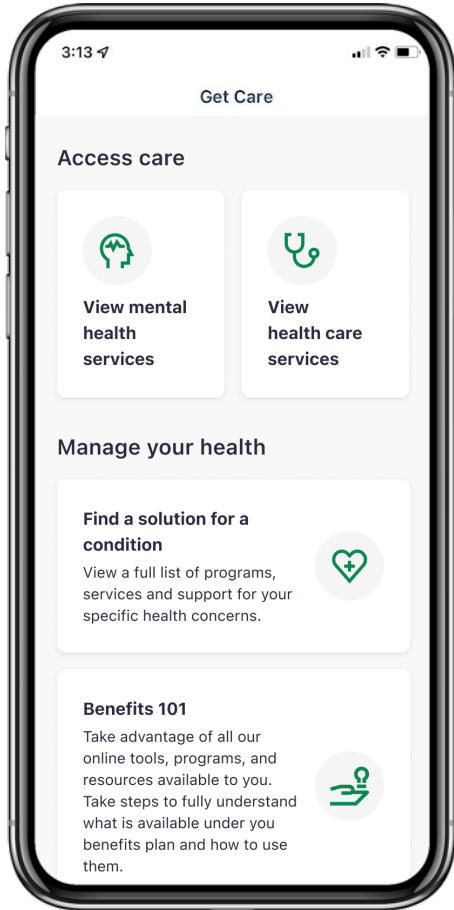 3:13
Get Care
Access care
View mental
health
services
View
health care
services
Manage your health
Find a solution for a
condition
View a full list of programs,
services and support for your
specific health concerns.
Benefits 101
Take advantage of all our
online tools, programs, and
resources available to you.
Take steps to fully understand
what is available under you
benefits plan and how to use
them.